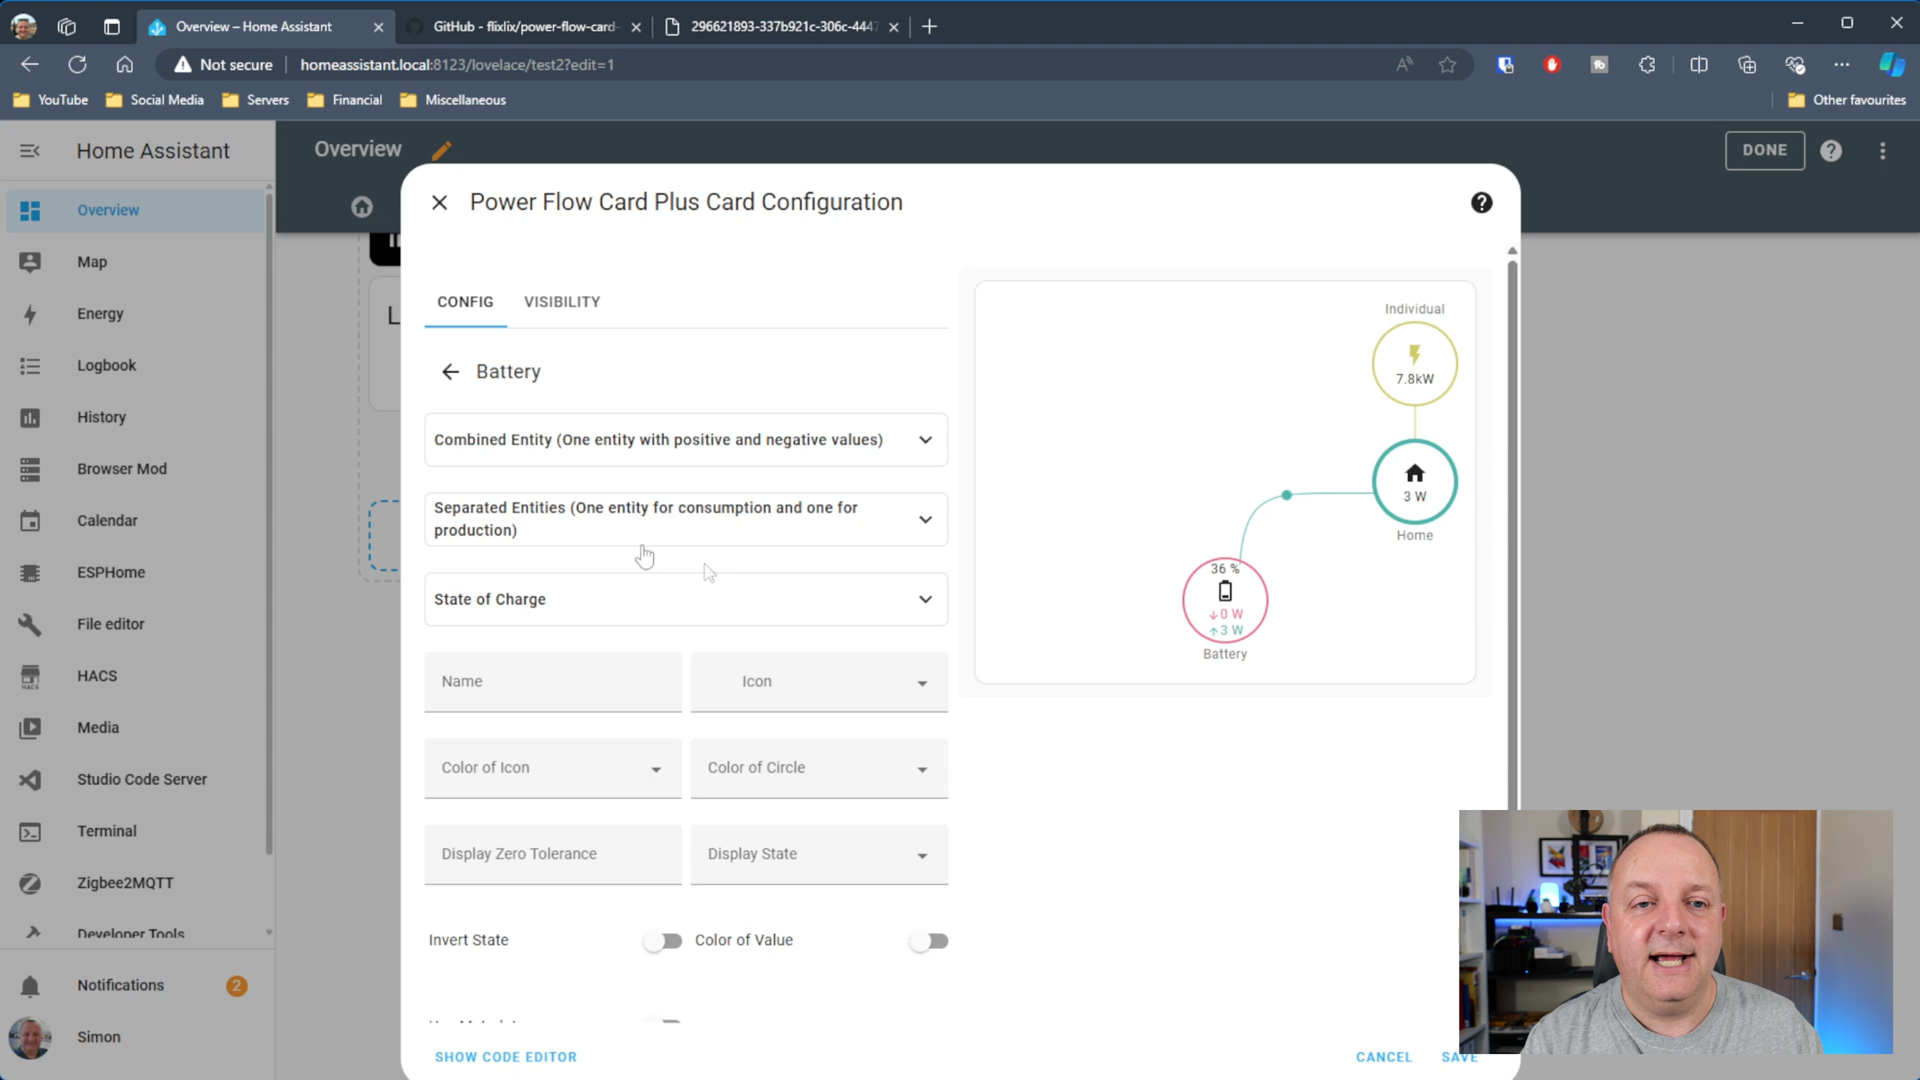 Overview – Home Assistant
GitHub - flixlix/power-flow-card-
296621893-337b921c-306c-444
Not secure
homeassistant.local:8123/lovelace/test2?edit=1
YouTube
Social Media
Servers
Financial
Miscellaneous
Other favourites
Home Assistant
Overview
DONE
Overview
Map
Energy
Logbook
History
Browser Mod
Calendar
ESPHome
File editor
HACS
Media
Studio Code Server
Terminal
Zigbee2MQTT
Developer Tools
Notifications
2
Simon
Power Flow Card Plus Card Configuration
CONFIG
VISIBILITY
Battery
Combined Entity (One entity with positive and negative values)
Separated Entities (One entity for consumption and one for
production)
State of Charge
Name
Icon
Color of Icon
Color of Circle
Display Zero Tolerance
Display State
Invert State
Color of Value
SHOW CODE EDITOR
CANCEL
SAVE
Individual
7.8kW
3 W
Home
36 %
↓0 W
↑3 W
Battery